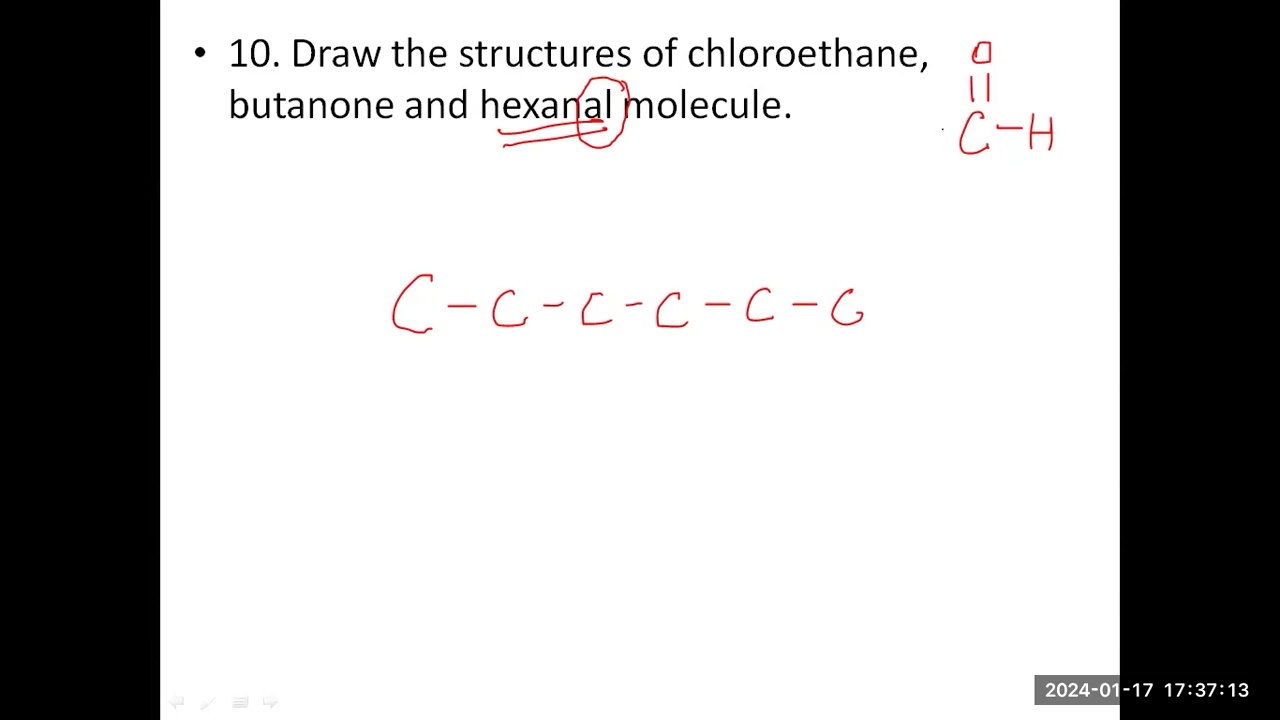 • 10. Draw the structures of chloroethane,
butanone and hexanal molecule.
O
||
C - H
C - C - C - C - C - C
2024-01-17 17:37:13